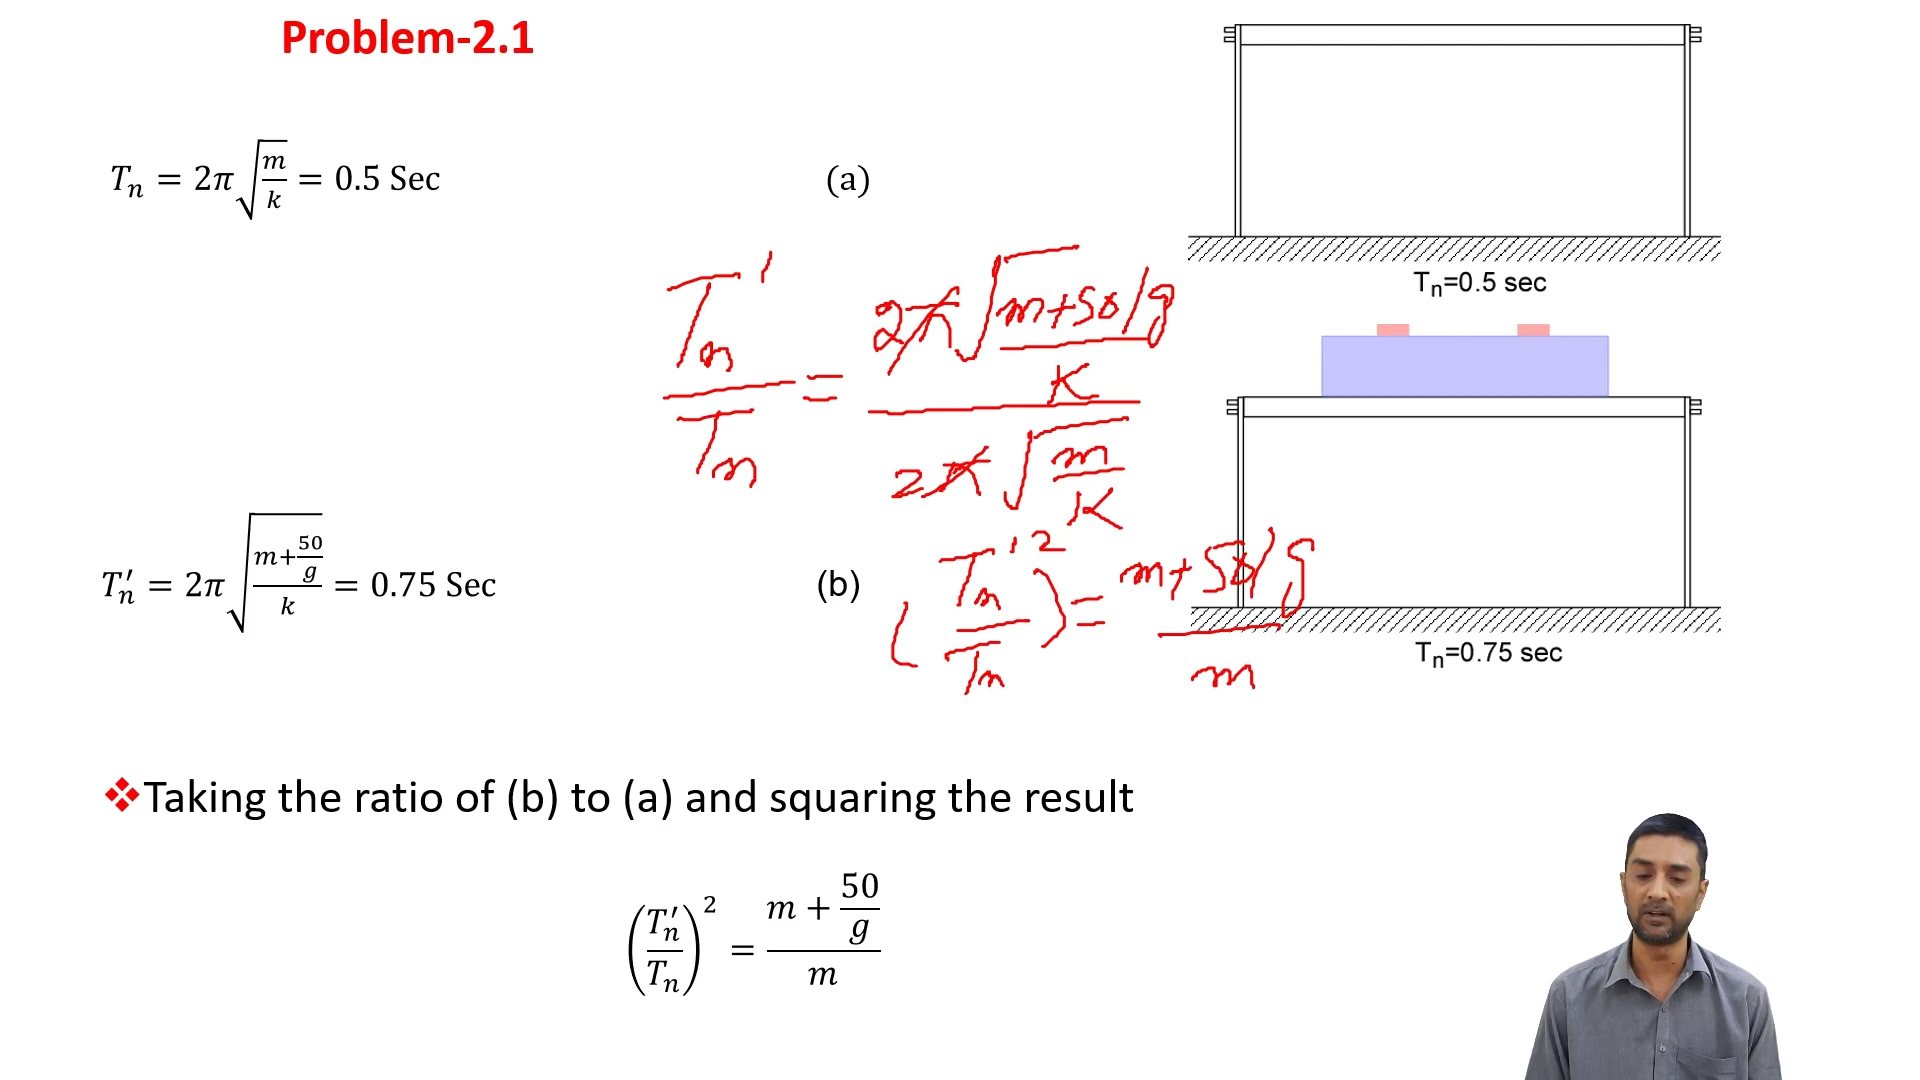 Problem-2.1
Tₙ = 2π√(m/k) = 0.5 Sec (a)
Tₙ=0.5 sec
Tₙ'/Tₙ = 2π√((m+50/g)/K) / 2π√(m/K)
Tₙ′ = 2π√((m+50/g)/k) = 0.75 Sec (b)
(Tₙ'/Tₙ)² = (m+50/g)/m
Tₙ=0.75 sec
❖Taking the ratio of (b) to (a) and squaring the result
(Tₙ′/Tₙ)² = (m + 50/g)/m